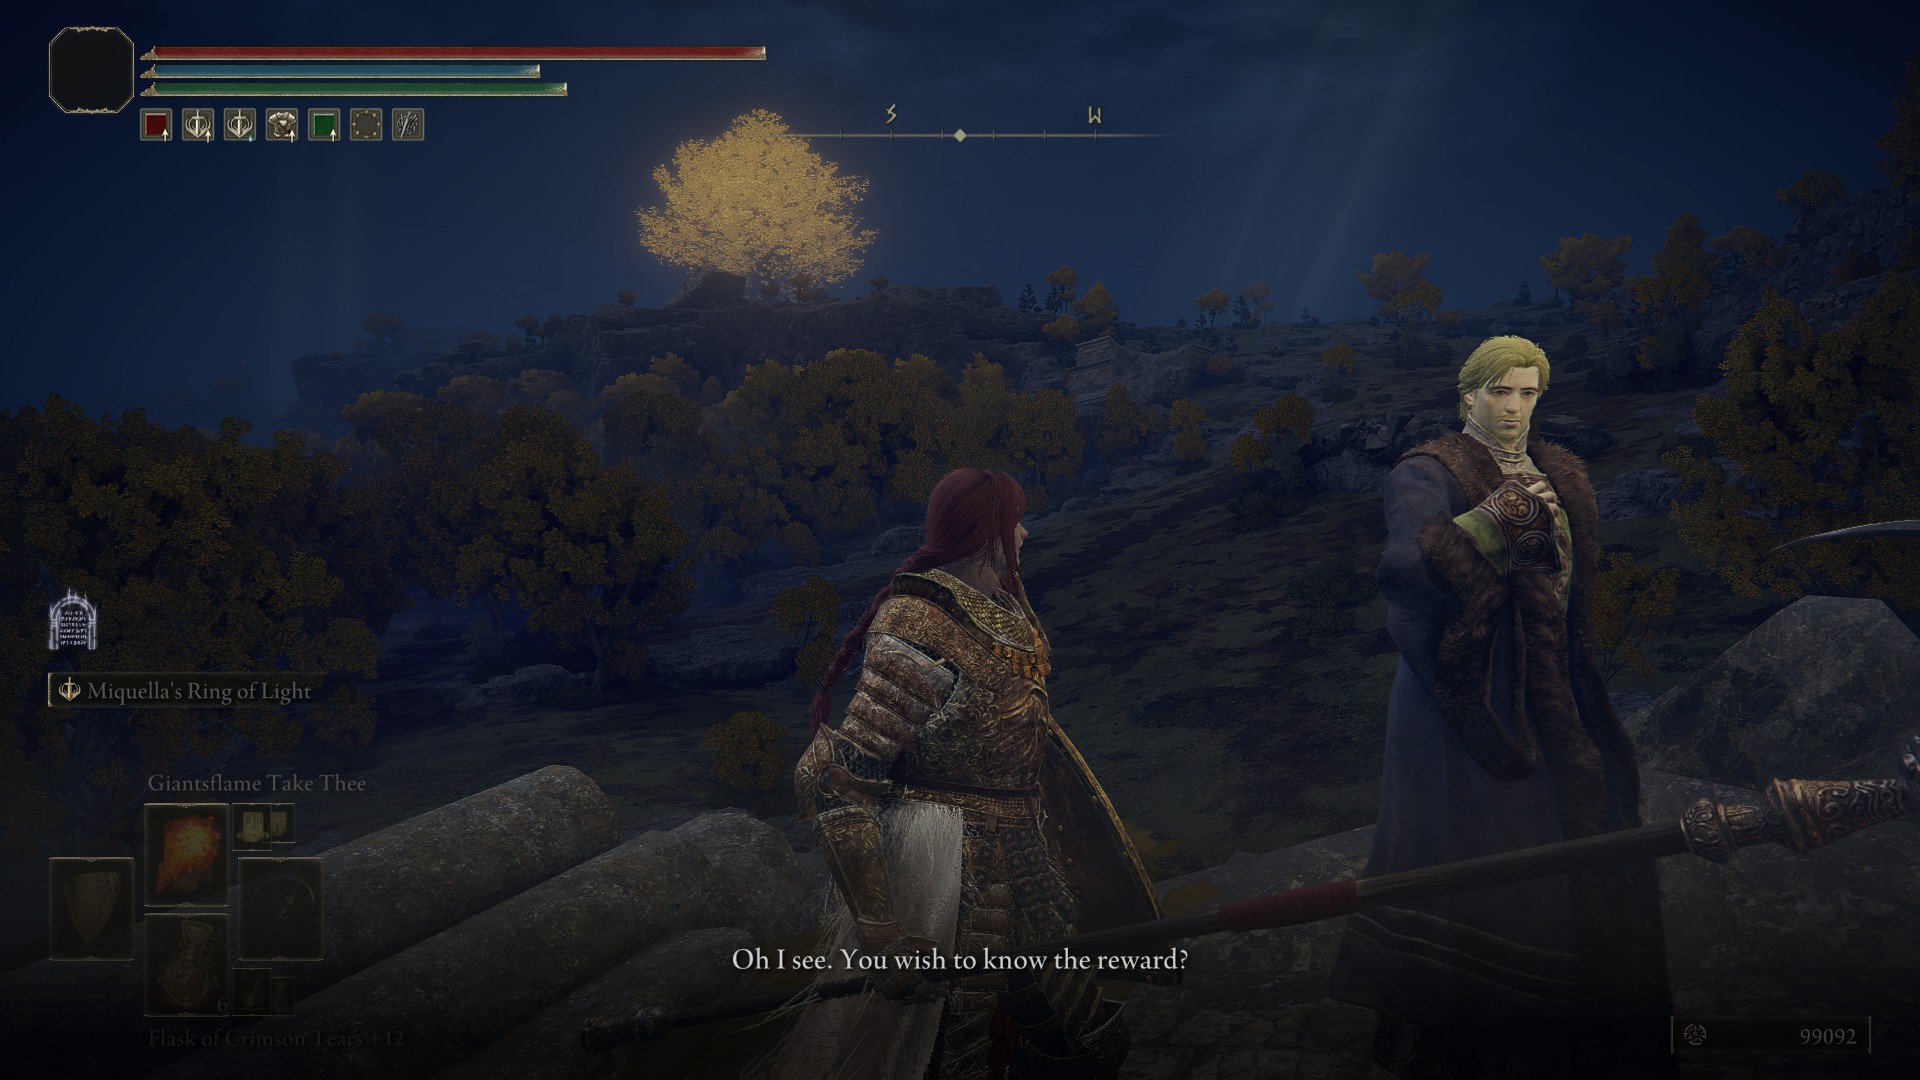 S
W
Miquella's Ring of Light
Giantsflame Take Thee
6
Oh I see. You wish to know the reward?
Flask of Crimson Tears +12
99092